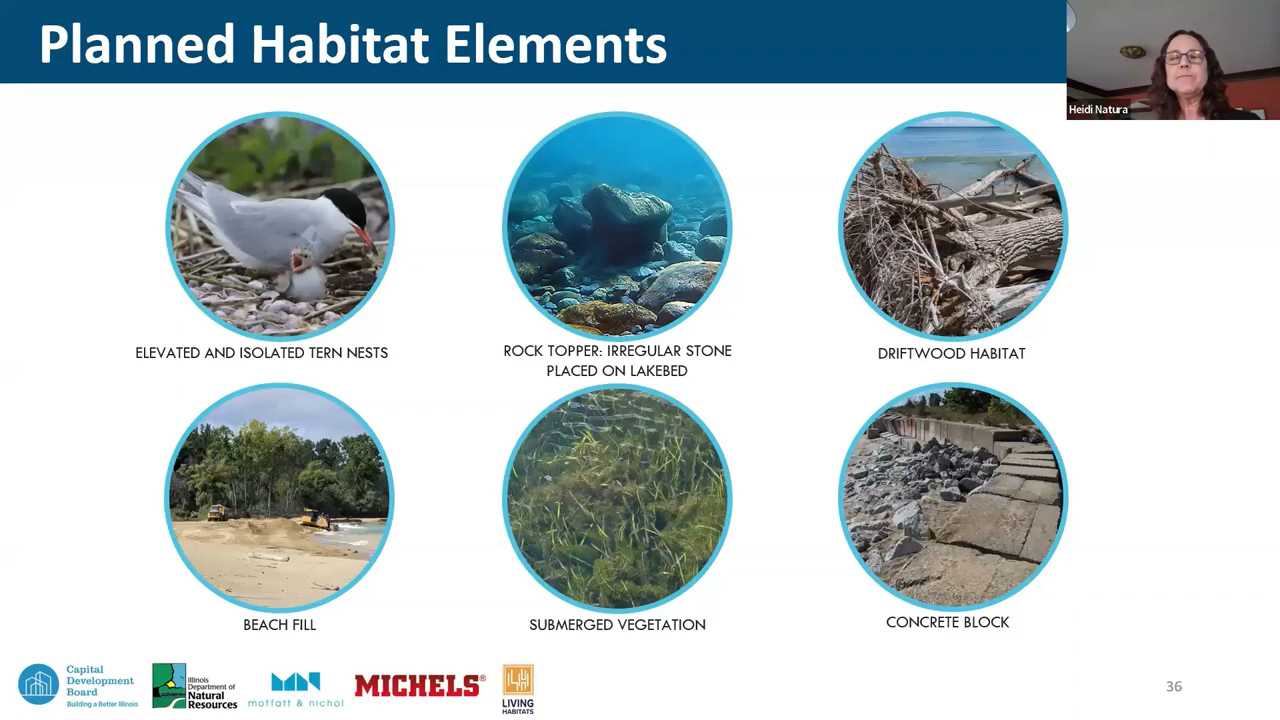 Planned Habitat Elements
Heidi Natura
ELEVATED AND ISOLATED TERN NESTS
ROCK TOPPER: IRREGULAR STONE
PLACED ON LAKEBED
DRIFTWOOD HABITAT
BEACH FILL
SUBMERGED VEGETATION
CONCRETE BLOCK
Capital
Development
Board
Building a Better Illinois
Illinois
Department of
Natural
Resources
moffatt & nichol
MICHELS®
LIVING
HABITATS
36